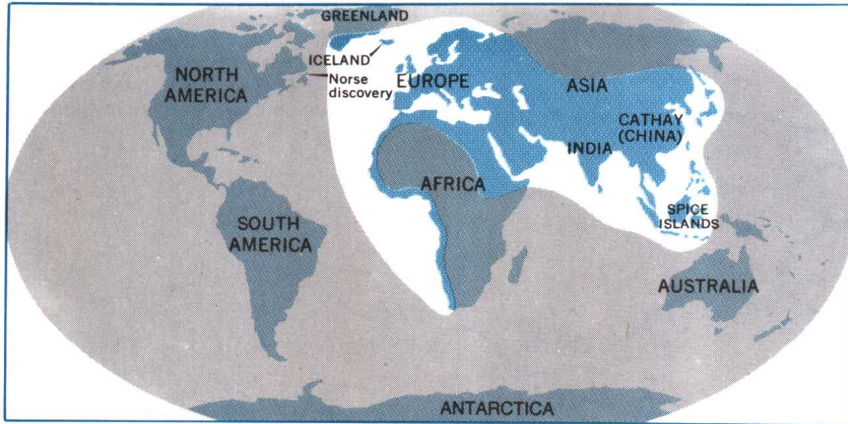 GREENLAND
ICELAND
Norse
discovery
NORTH
AMERICA
EUROPE
ASIA
CATHAY
(CHINA)
INDIA
AFRICA
SPICE
ISLANDS
SOUTH
AMERICA
AUSTRALIA
ANTARCTICA